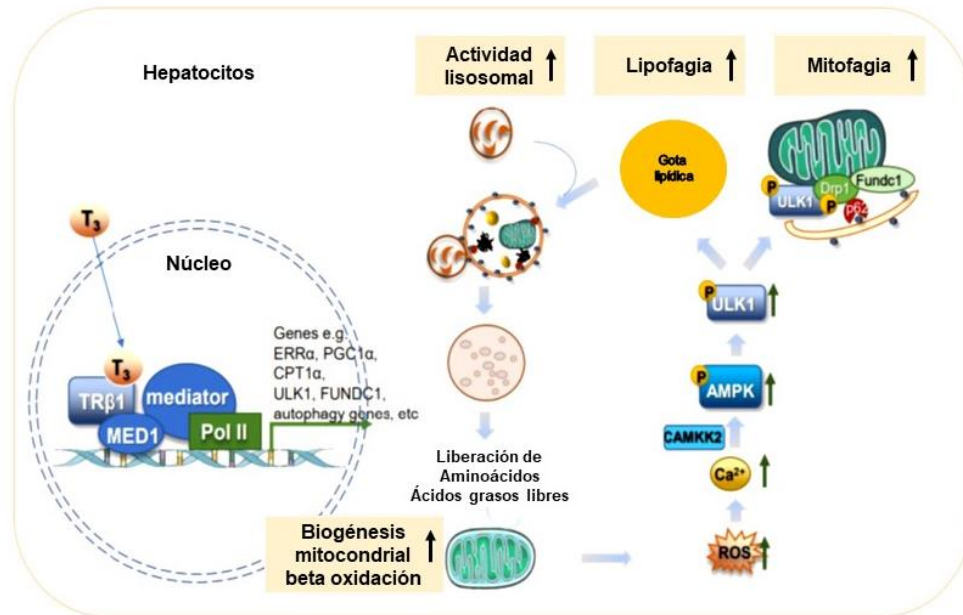 Hepatocitos
Actividad
lisosomal
Lipofagia
Mitofagia
Gota
lipídica
P
ULK1
Drp1
P
Fundc1
p62
T3
Núcleo
T3
TRβ1
mediator
MED1
Pol II
Genes e.g.
ERRα, PGC1α,
CPT1α,
ULK1, FUNDC1,
autophagy genes, etc
P
ULK1
P
AMPK
CAMKK2
Ca2+
ROS
Liberación de
Aminoácidos
Ácidos grasos libres
Biogénesis
mitocondrial
beta oxidación